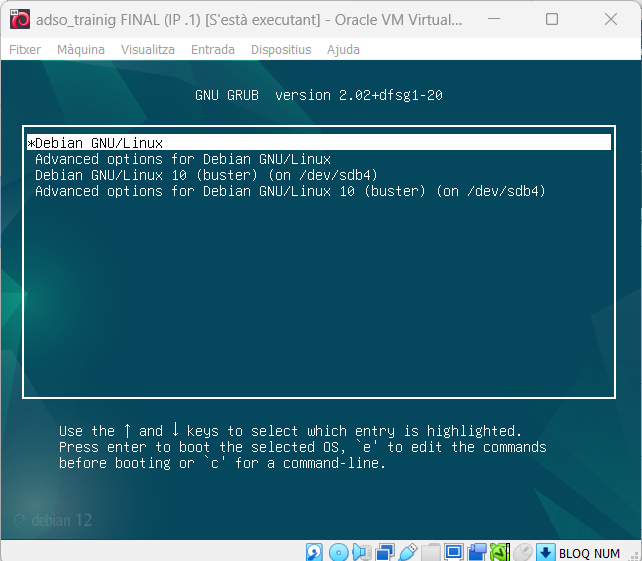 adso_trainig FINAL (IP .1) [S'està executant] - Oracle VM Virtual...
Fitxer Màquina Visualitza Entrada Dispositius Ajuda
GNU GRUB version 2.02+dfsg1-20
*Debian GNU/Linux
Advanced options for Debian GNU/Linux
Debian GNU/Linux 10 (buster) (on /dev/sdb4)
Advanced options for Debian GNU/Linux 10 (buster) (on /dev/sdb4)
Use the ↑ and ↓ keys to select which entry is highlighted.
Press enter to boot the selected OS, `e' to edit the commands
before booting or `c' for a command-line.
debian 12
BLOQ NUM